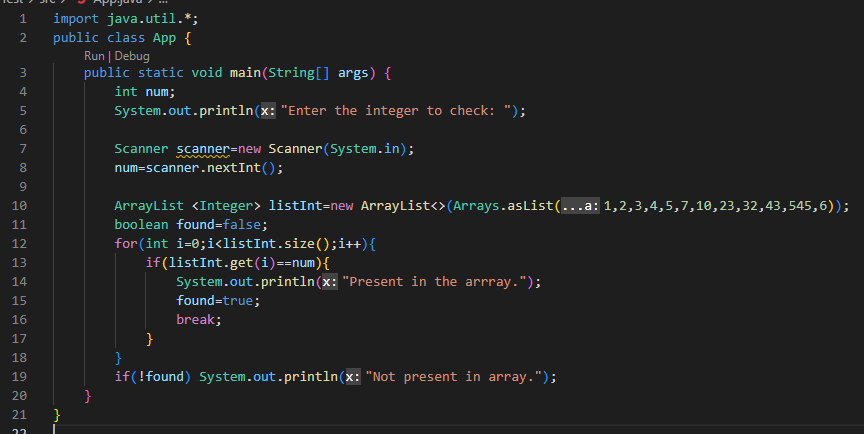 App.java > ...
1 import java.util.*;
2 public class App {
Run | Debug
3 public static void main(String[] args) {
4 int num;
5 System.out.println(x: "Enter the integer to check: ");
6
7 Scanner scanner=new Scanner(System.in);
8 num=scanner.nextInt();
9
10 ArrayList <Integer> listInt=new ArrayList<>(Arrays.asList(...a: 1,2,3,4,5,7,10,23,32,43,545,6));
11 boolean found=false;
12 for(int i=0;i<listInt.size();i++){
13 if(listInt.get(i)==num){
14 System.out.println(x: "Present in the arrray.");
15 found=true;
16 break;
17 }
18 }
19 if(!found) System.out.println(x: "Not present in array.");
20 }
21 }
22